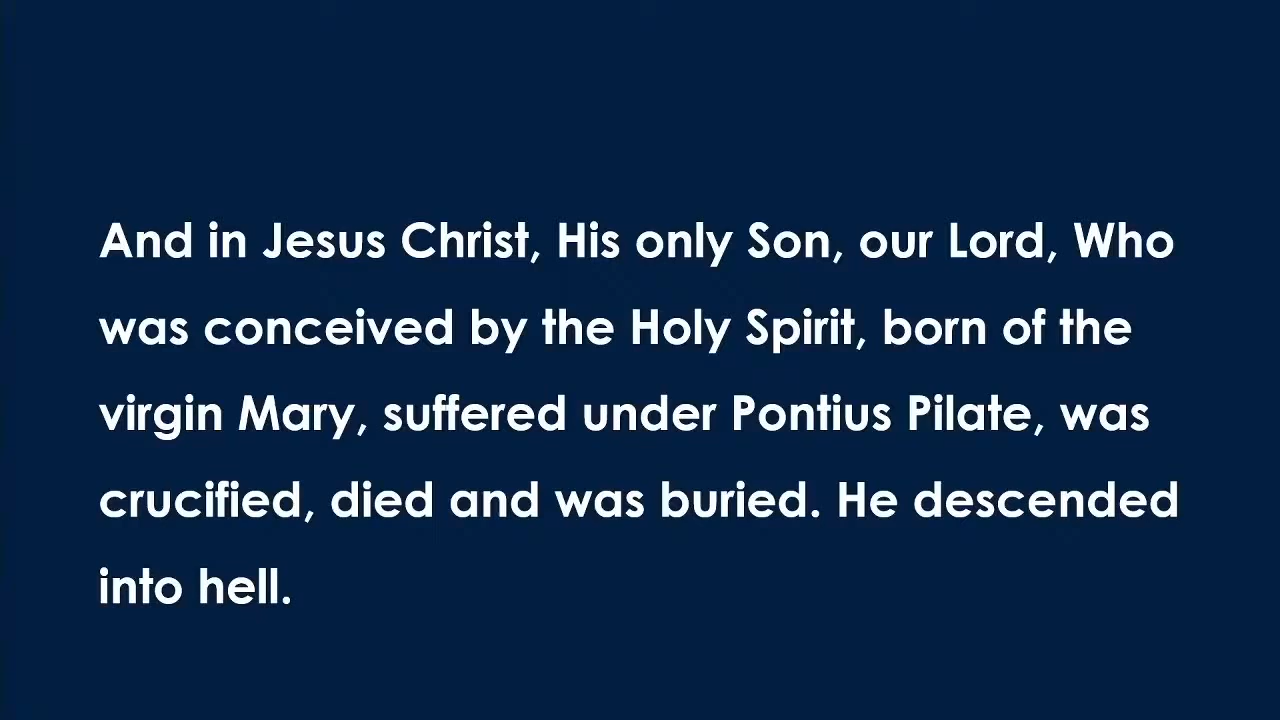 And in Jesus Christ, His only Son, our Lord, Who
was conceived by the Holy Spirit, born of the
virgin Mary, suffered under Pontius Pilate, was
crucified, died and was buried. He descended
into hell.